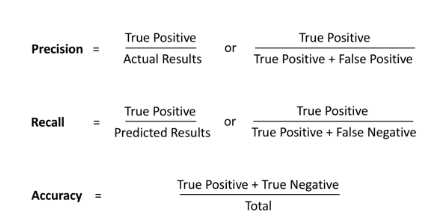 Precision = True Positive / Actual Results or True Positive / True Positive + False Positive
Recall = True Positive / Predicted Results or True Positive / True Positive + False Negative
Accuracy = True Positive + True Negative / Total